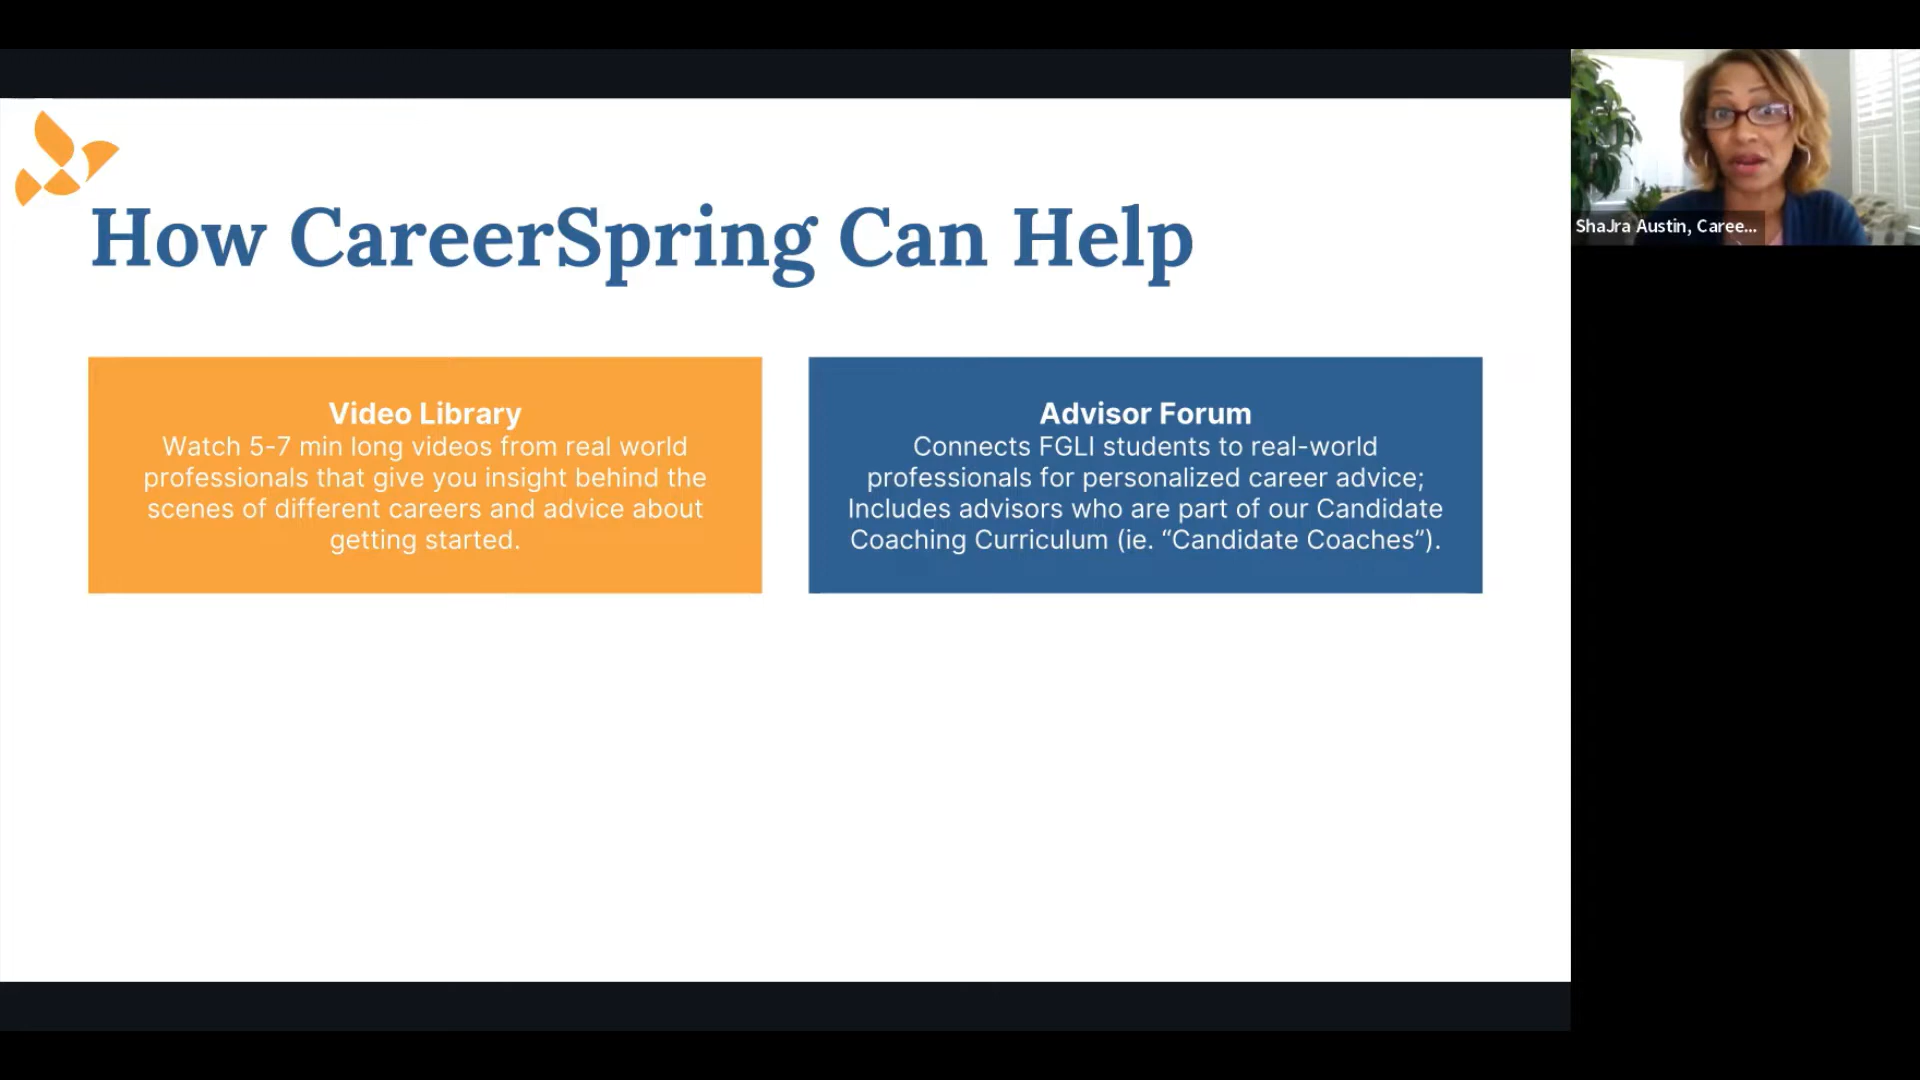 How CareerSpring Can Help
Video Library
Watch 5-7 min long videos from real world
professionals that give you insight behind the
scenes of different careers and advice about
getting started.
Advisor Forum
Connects FGLI students to real-world
professionals for personalized career advice;
Includes advisors who are part of our Candidate
Coaching Curriculum (ie. “Candidate Coaches”).
ShaJra Austin, Caree...